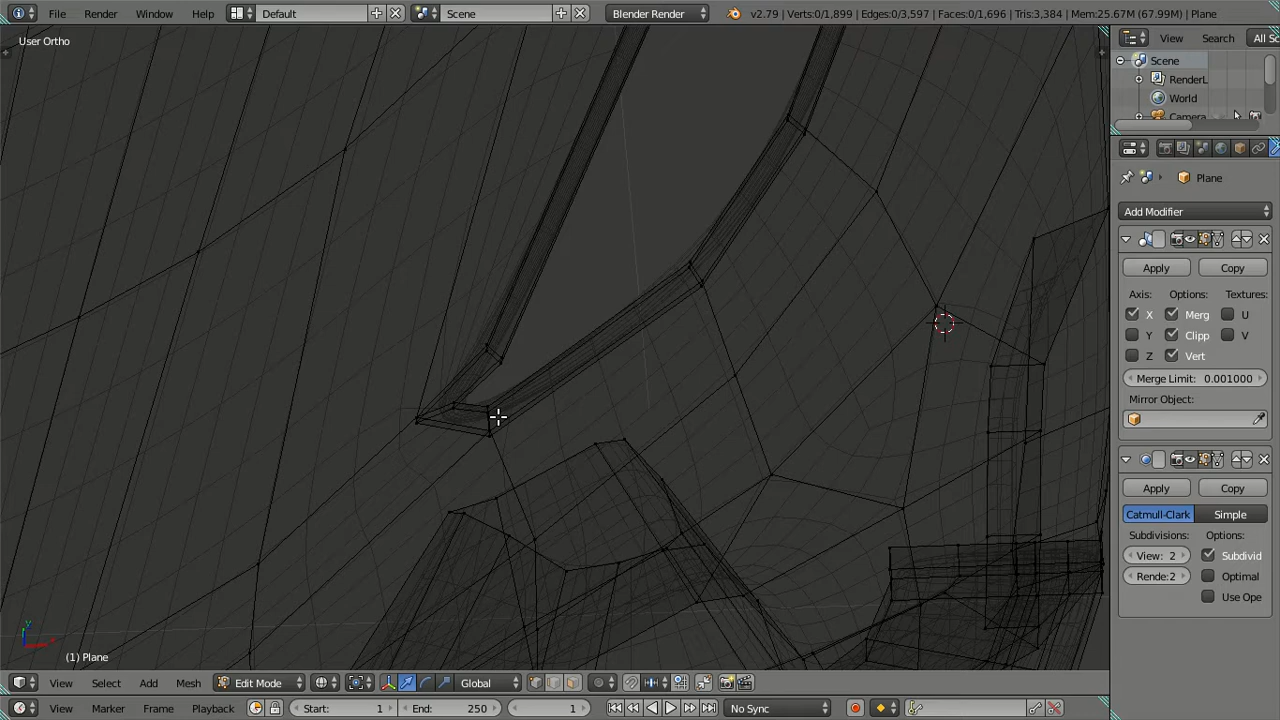 File Render Window Help Default Scene Blender Render v2.79 | Verts:0/1,899 | Edges:0/3,597 | Faces:0/1,696 | Tris:3,384 | Mem:25.67M (67.99M) | Plane
User Ortho
View Search All Sc
Scene
RenderL
World
Camera
Plane
Add Modifier
Apply Copy
Axis: Options: Textures:
X Merg U
Y Clipp V
Z Vert
Merge Limit: 0.001000
Mirror Object:
Apply Copy
Catmull-Clark Simple
Subdivisions: Options:
View: 2 Subdivid
Rende:2 Optimal
Use Ope
y
(1) Plane
View Select Add Mesh Edit Mode Global
View Marker Frame Playback Start: 1 End: 250 1 No Sync